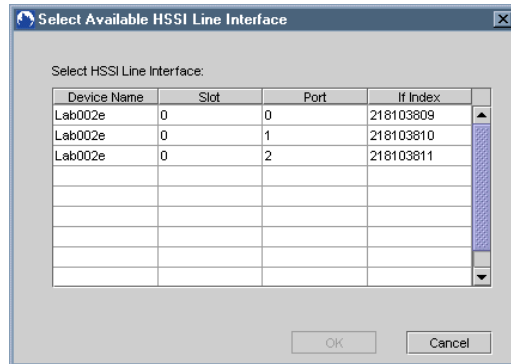 Select Available HSSI Line Interface
Select HSSI Line Interface:
Device Name Slot Port If Index
Lab002e 0 0 218103809
Lab002e 0 1 218103810
Lab002e 0 2 218103811
OK Cancel